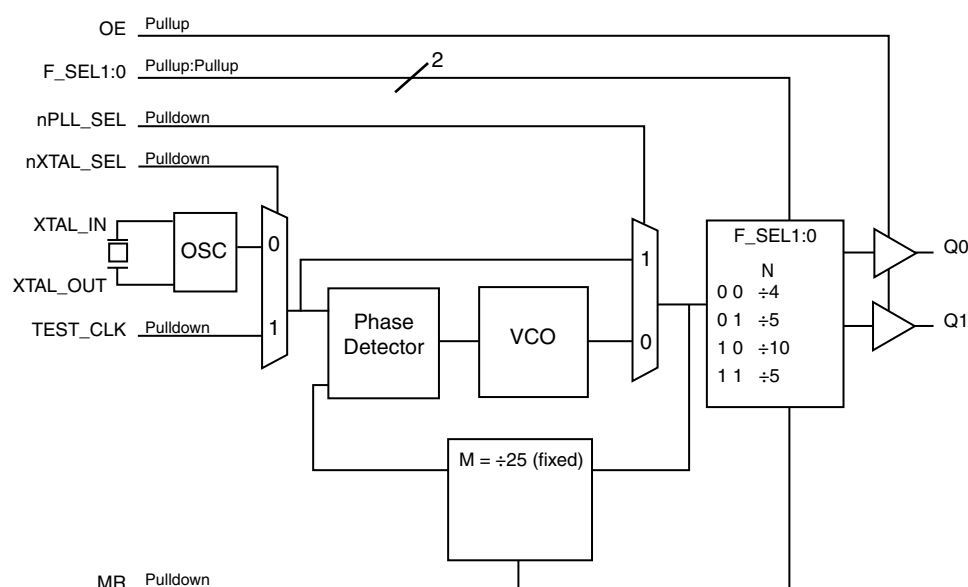 OE Pullup
F_SEL1:0 Pullup:Pullup
2
nPLL_SEL Pulldown
nXTAL_SEL Pulldown
XTAL_IN
OSC
XTAL_OUT
TEST_CLK Pulldown
0
1
Phase
Detector
VCO
1
0
F_SEL1:0
N
0 0 ÷4
0 1 ÷5
1 0 ÷10
1 1 ÷5
Q0
Q1
M = ÷25 (fixed)
MR Pulldown